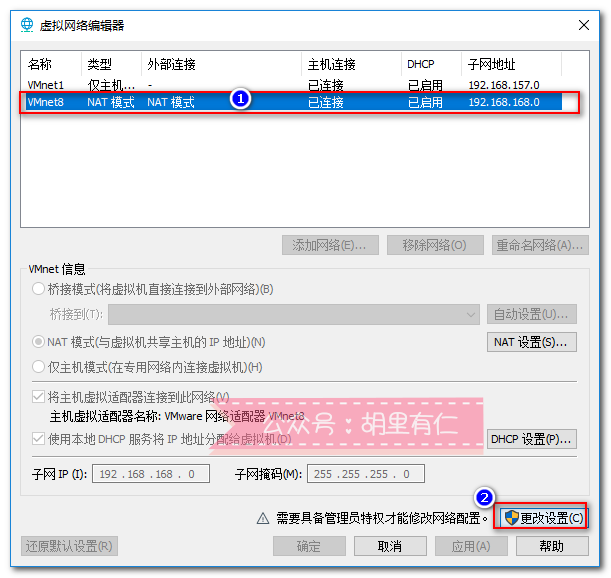 虚拟网络编辑器
名称 类型 外部连接 主机连接 DHCP 子网地址
VMnet1 仅主机... - 已连接 已启用 192.168.157.0
VMnet8 NAT 模式 NAT 模式 已连接 已启用 192.168.168.0
1
添加网络(E)... 移除网络(O) 重命名网络(A)...
VMnet 信息
桥接模式(将虚拟机直接连接到外部网络)(B)
桥接到(T): 自动设置(U)...
NAT 模式(与虚拟机共享主机的 IP 地址)(N) NAT 设置(S)...
仅主机模式(在专用网络内连接虚拟机)(H)
将主机虚拟适配器连接到此网络(V)
主机虚拟适配器名称: VMware 网络适配器 VMnet8
公众号:胡里有仁
使用本地 DHCP 服务将 IP 地址分配给虚拟机(D) DHCP 设置(P)...
子网 IP (I): 192 . 168 . 168 . 0 子网掩码(M): 255 . 255 . 255 . 0
2
需要具备管理员特权才能修改网络配置。 更改设置(C)
还原默认设置(R) 确定 取消 应用(A) 帮助